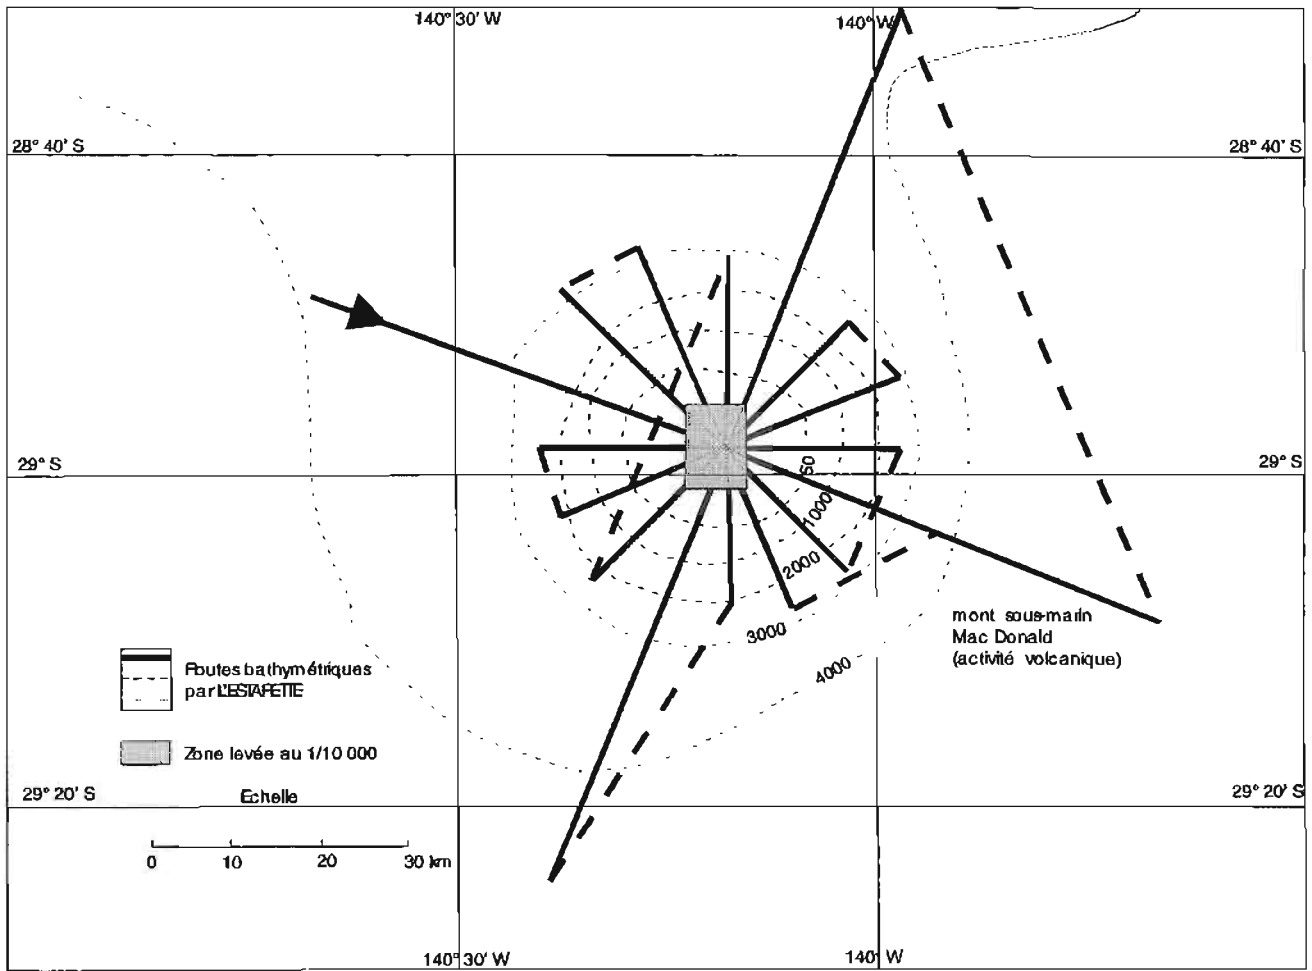 140° 30' W
140° W
28° 40' S
28° 40' S
29° S
29° S
50
1000
2000
3000
4000
mont sous-marin
Mac Donald
(activité volcanique)
Routes bathymétriques
par L'ESTAFETTE
Zone levée au 1/10 000
29° 20' S
29° 20' S
Echelle
0 10 20 30 km
140° 30' W
140° W